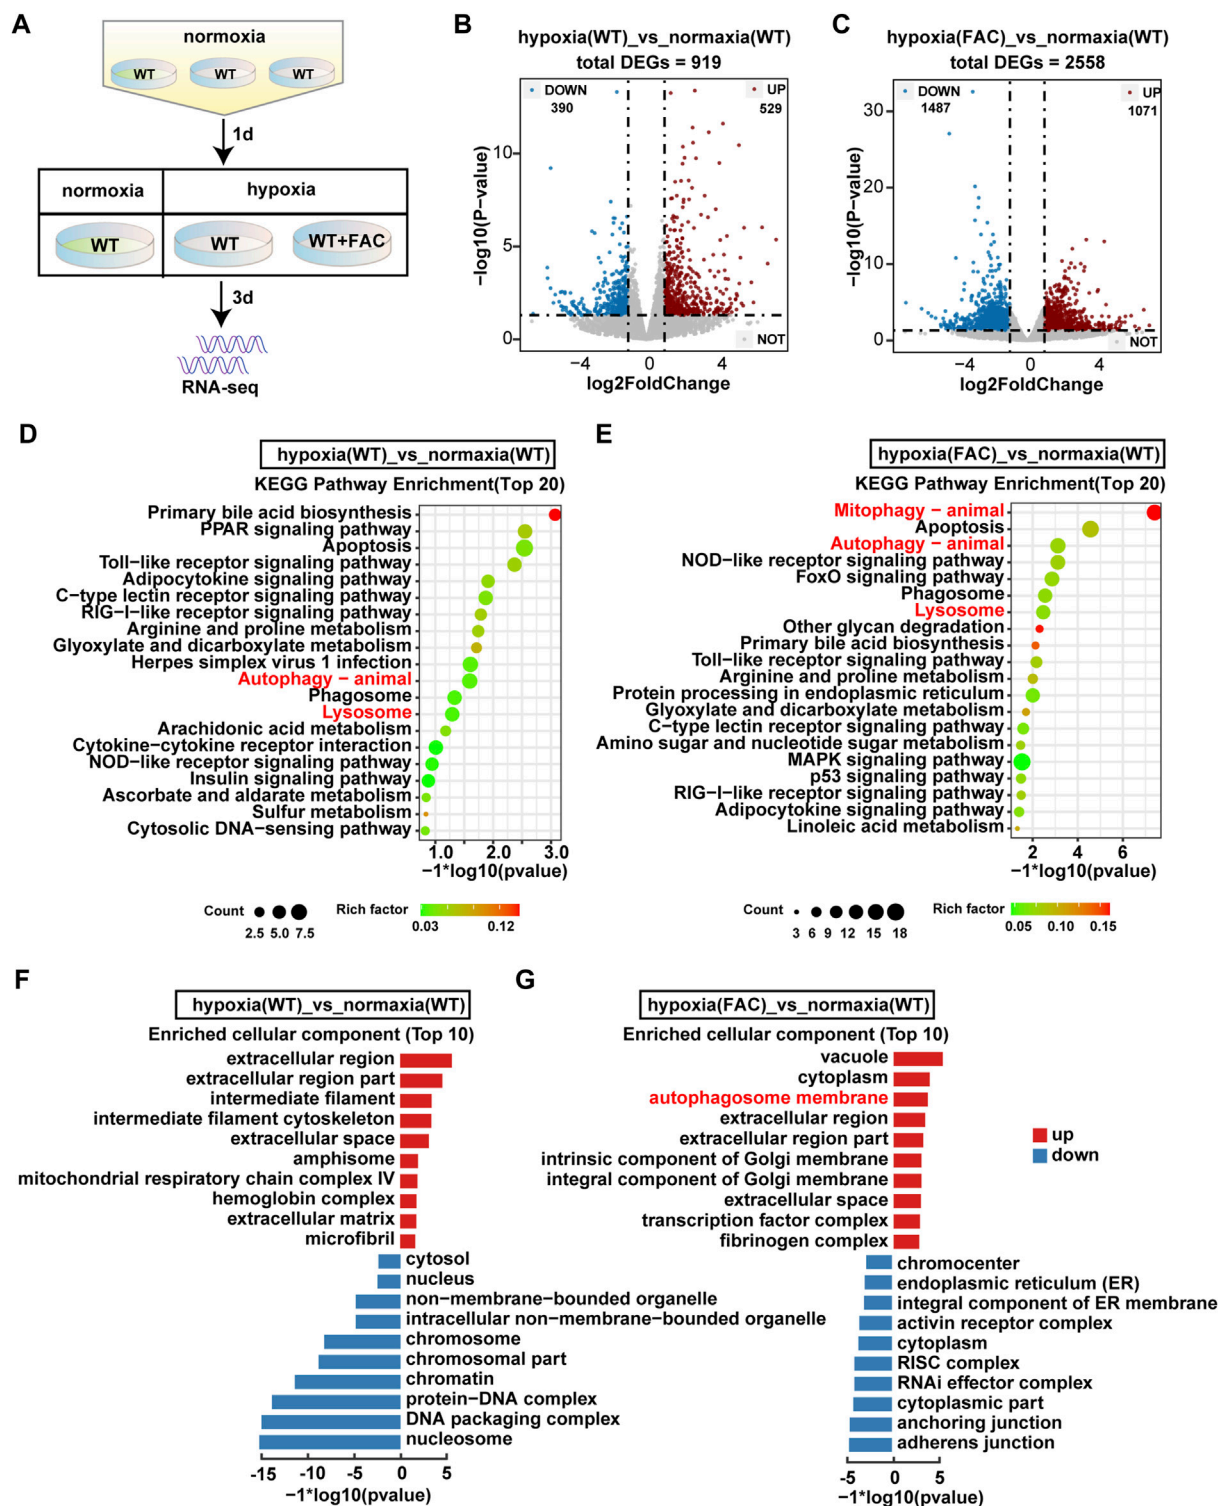 A
normoxia
WT WT WT
1d
normoxia hypoxia
WT WT WT+FAC
3d
RNA-seq
B
hypoxia(WT)_vs_normaxia(WT)
total DEGs = 919
DOWN
390
UP
529
10
5
0
−log10(P−value)
NOT
−4 0 4
log2FoldChange
C
hypoxia(FAC)_vs_normaxia(WT)
total DEGs = 2558
DOWN
1487
UP
1071
30
20
10
0
−log10(P−value)
NOT
−4 0 4
log2FoldChange
D
hypoxia(WT)_vs_normaxia(WT)
KEGG Pathway Enrichment(Top 20)
Primary bile acid biosynthesis
PPAR signaling pathway
Apoptosis
Toll−like receptor signaling pathway
Adipocytokine signaling pathway
C−type lectin receptor signaling pathway
RIG−I−like receptor signaling pathway
Arginine and proline metabolism
Glyoxylate and dicarboxylate metabolism
Herpes simplex virus 1 infection
Autophagy − animal
Phagosome
Lysosome
Arachidonic acid metabolism
Cytokine−cytokine receptor interaction
NOD−like receptor signaling pathway
Insulin signaling pathway
Ascorbate and aldarate metabolism
Sulfur metabolism
Cytosolic DNA−sensing pathway
1.0 2.0 3.0
−1*log10(pvalue)
Count
2.5 5.0 7.5
Rich factor
0.03 0.12
E
hypoxia(FAC)_vs_normaxia(WT)
KEGG Pathway Enrichment(Top 20)
Mitophagy − animal
Apoptosis
Autophagy − animal
NOD−like receptor signaling pathway
FoxO signaling pathway
Phagosome
Lysosome
Other glycan degradation
Primary bile acid biosynthesis
Toll−like receptor signaling pathway
Arginine and proline metabolism
Protein processing in endoplasmic reticulum
Glyoxylate and dicarboxylate metabolism
C−type lectin receptor signaling pathway
Amino sugar and nucleotide sugar metabolism
MAPK signaling pathway
p53 signaling pathway
RIG−I−like receptor signaling pathway
Adipocytokine signaling pathway
Linoleic acid metabolism
2 4 6
−1*log10(pvalue)
Count
3 6 9 12 15 18
Rich factor
0.05 0.10 0.15
F
hypoxia(WT)_vs_normaxia(WT)
Enriched cellular component (Top 10)
extracellular region
extracellular region part
intermediate filament
intermediate filament cytoskeleton
extracellular space
amphisome
mitochondrial respiratory chain complex IV
hemoglobin complex
extracellular matrix
microfibril
cytosol
nucleus
non−membrane−bounded organelle
intracellular non−membrane−bounded organelle
chromosome
chromosomal part
chromatin
protein−DNA complex
DNA packaging complex
nucleosome
-15 -10 -5 0 5
−1*log10(pvalue)
G
hypoxia(FAC)_vs_normaxia(WT)
Enriched cellular component (Top 10)
vacuole
cytoplasm
autophagosome membrane
extracellular region
extracellular region part
intrinsic component of Golgi membrane
integral component of Golgi membrane
extracellular space
transcription factor complex
fibrinogen complex
chromocenter
endoplasmic reticulum (ER)
integral component of ER membrane
activin receptor complex
cytoplasm
RISC complex
RNAi effector complex
cytoplasmic part
anchoring junction
adherens junction
-5 0 5
−1*log10(pvalue)
up
down